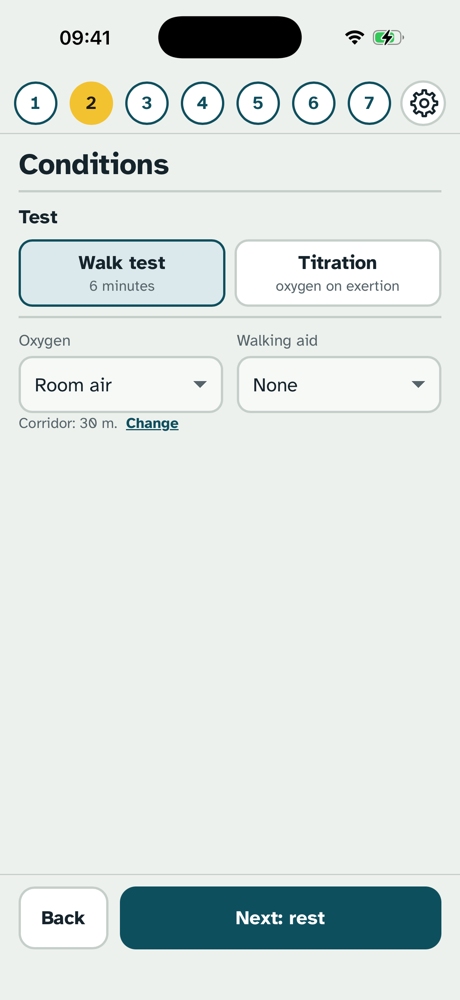 09:41
1 2 3 4 5 6 7
Conditions
Test
Walk test
6 minutes
Titration
oxygen on exertion
Oxygen
Walking aid
Room air
None
Corridor: 30 m. Change
Back
Next: rest